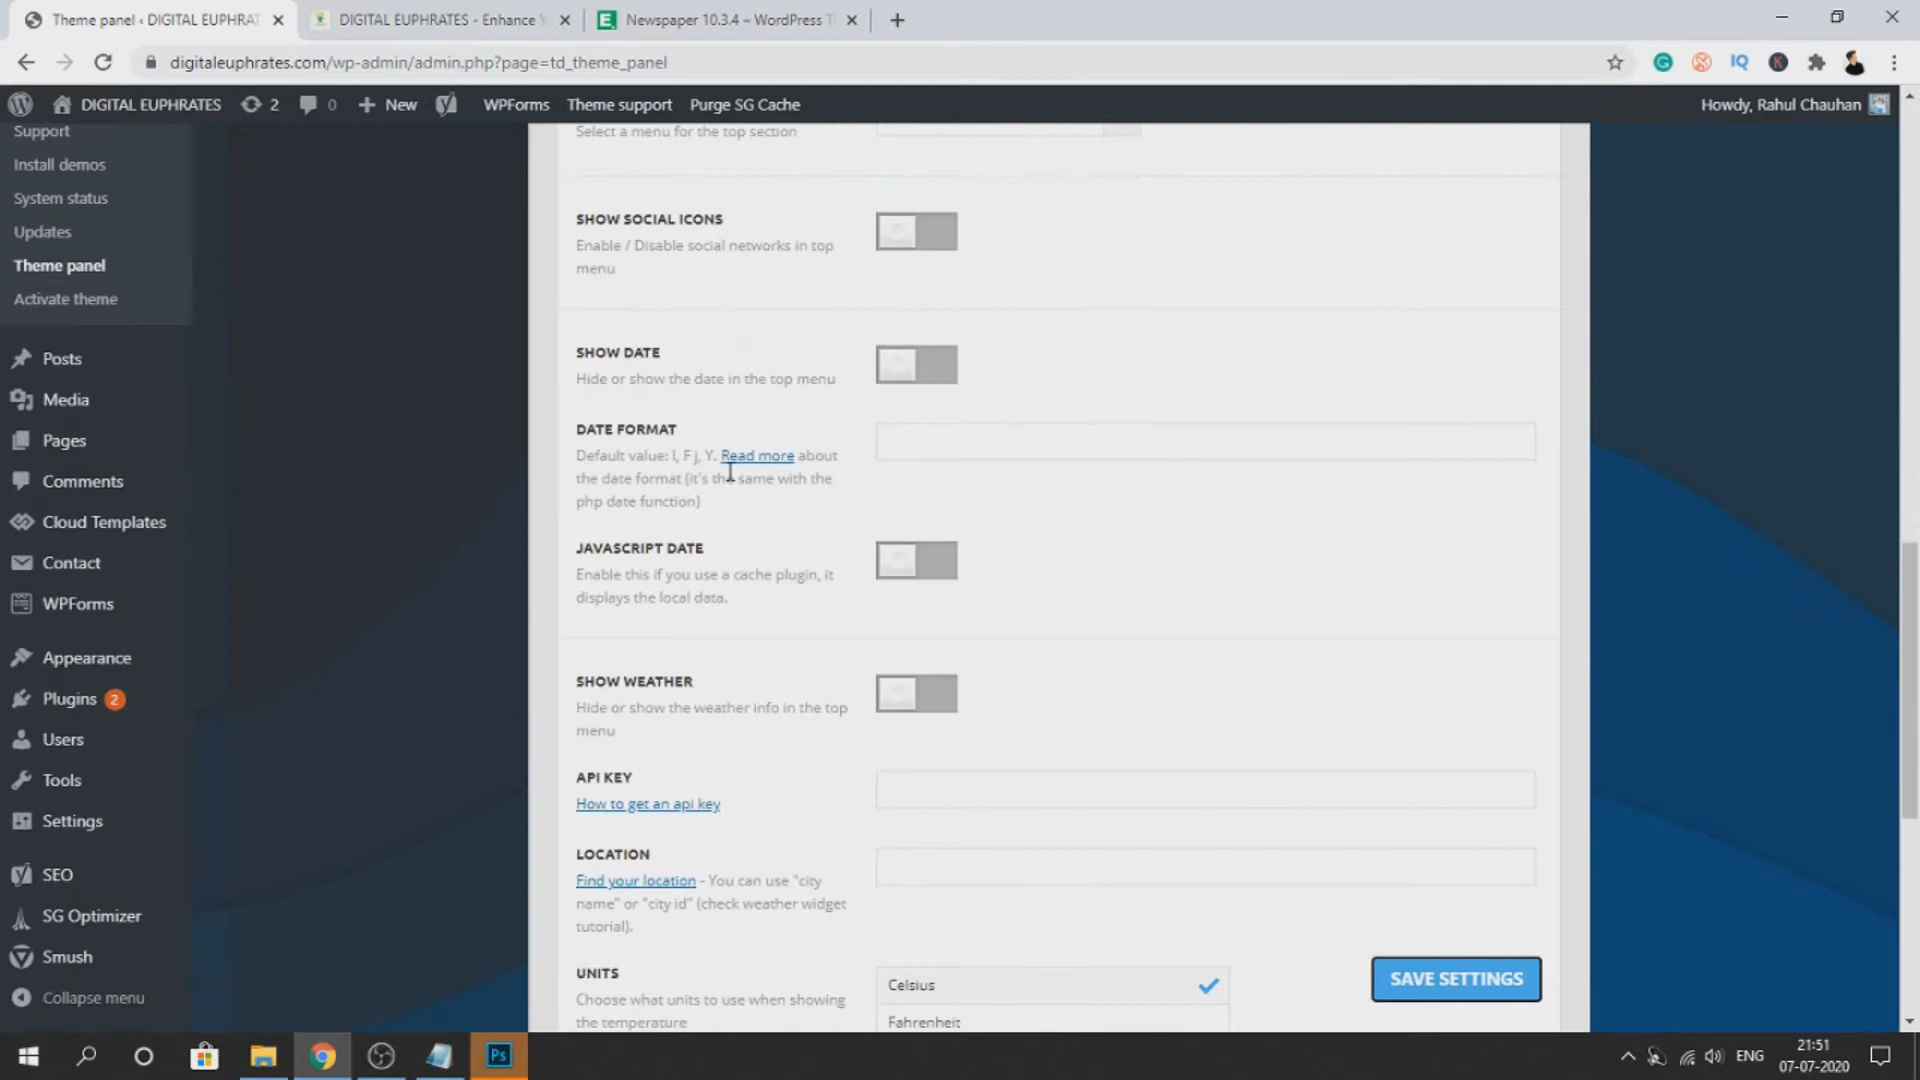 Theme panel ‹ DIGITAL EUPHRAT
DIGITAL EUPHRATES - Enhance Y
Newspaper 10.3.4 – WordPress T
digitaleuphrates.com/wp-admin/admin.php?page=td_theme_panel
DIGITAL EUPHRATES
2
0
New
WPForms
Theme support
Purge SG Cache
Howdy, Rahul Chauhan
Support
Install demos
System status
Updates
Theme panel
Activate theme
Posts
Media
Pages
Comments
Cloud Templates
Contact
WPForms
Appearance
Plugins 2
Users
Tools
Settings
SEO
SG Optimizer
Smush
Collapse menu
Select a menu for the top section
SHOW SOCIAL ICONS
Enable / Disable social networks in top
menu
SHOW DATE
Hide or show the date in the top menu
DATE FORMAT
Default value: l, F j, Y. Read more about
the date format (it's the same with the
php date function)
JAVASCRIPT DATE
Enable this if you use a cache plugin, it
displays the local data.
SHOW WEATHER
Hide or show the weather info in the top
menu
API KEY
How to get an api key
LOCATION
Find your location - You can use "city
name" or "city id" (check weather widget
tutorial).
UNITS
Choose what units to use when showing
the temperature
Celsius
Fahrenheit
SAVE SETTINGS
IQ
K
Ps
ENG
21:51
07-07-2020